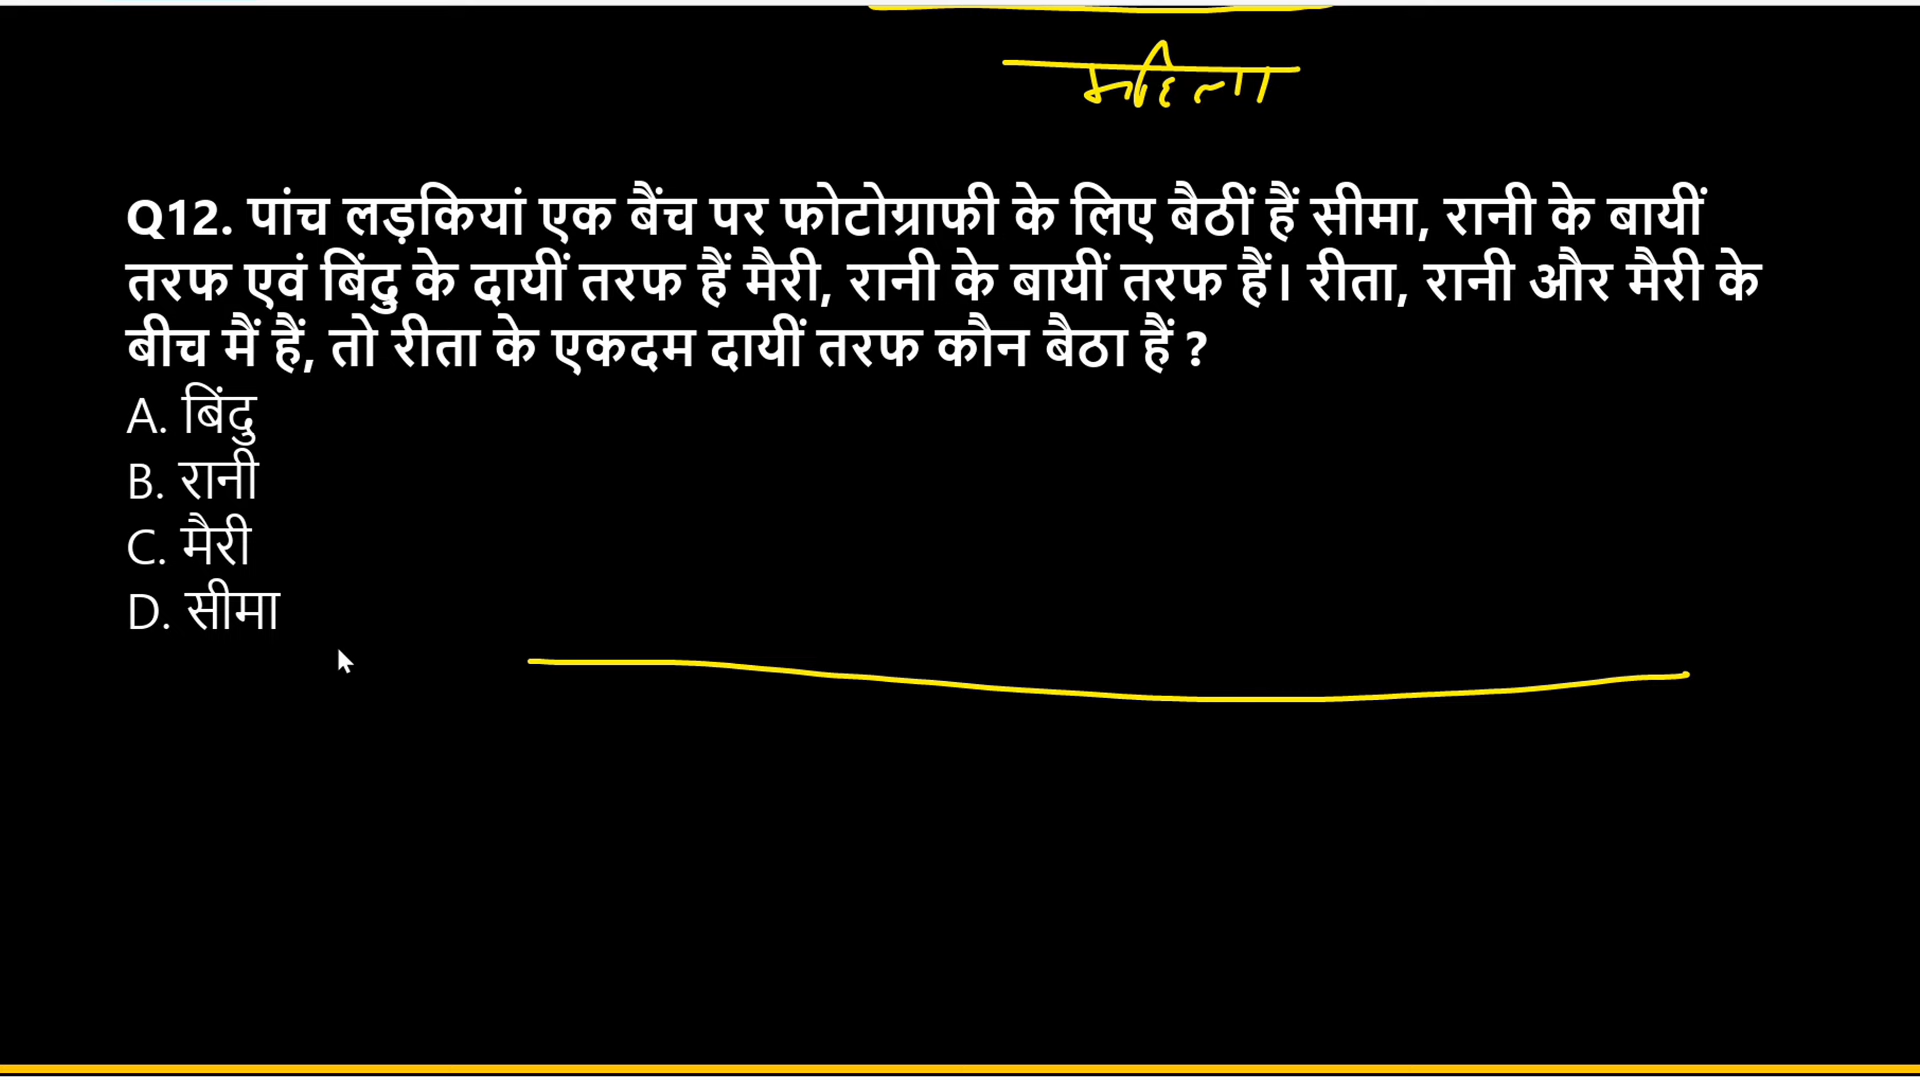 महिला
Q12. पांच लड़कियां एक बैंच पर फोटोग्राफी के लिए बैठीं हैं सीमा, रानी के बायीं
तरफ एवं बिंदु के दायीं तरफ हैं मैरी, रानी के बायीं तरफ हैं। रीता, रानी और मैरी के
बीच मैं हैं, तो रीता के एकदम दायीं तरफ कौन बैठा हैं ?
A. बिंदु
B. रानी
C. मैरी
D. सीमा